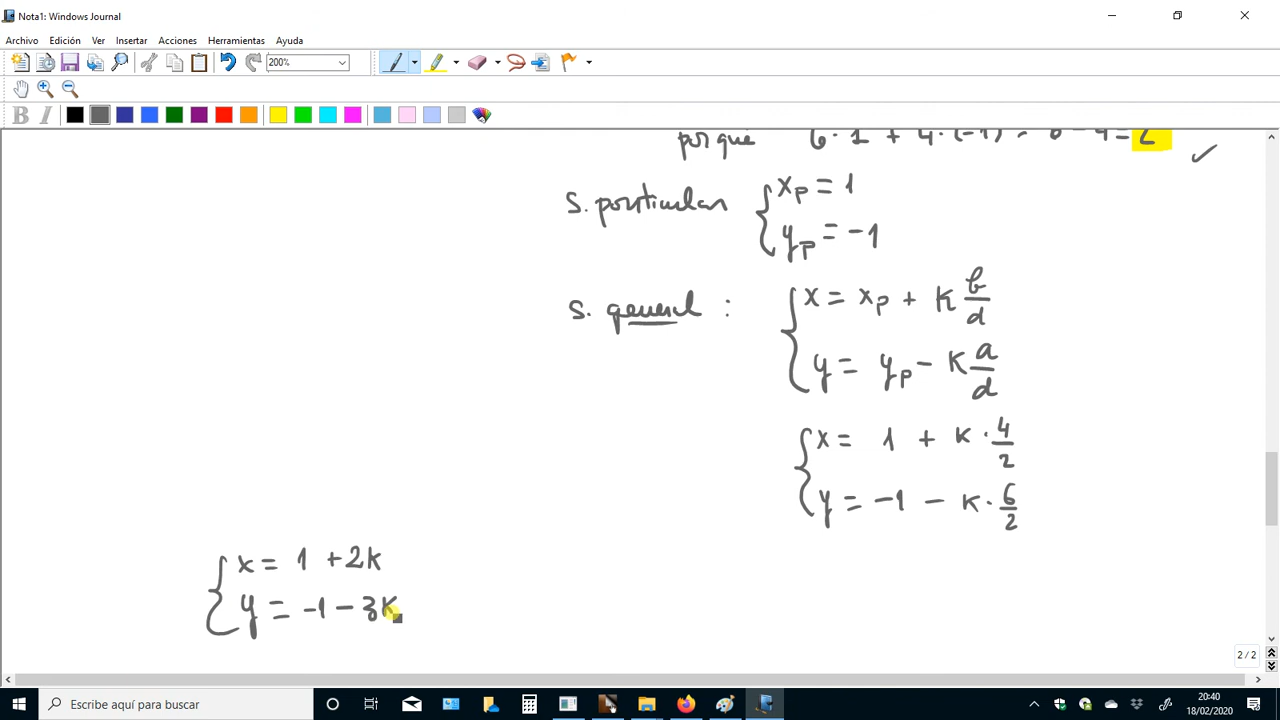 Nota1: Windows Journal
Archivo Edición Ver Insertar Acciones Herramientas Ayuda
200%
B I
porque 6·1 + 4·(-1) = 6 - 4 = 2 ✓
S. particular { xp = 1
yp = -1
S. general : { x = xp + k b/d
y = yp - k a/d
{ x = 1 + k · 4/2
y = -1 - k · 6/2
{ x = 1 + 2k
y = -1 - 3k
2 / 2
Escribe aquí para buscar
20:40
18/02/2020